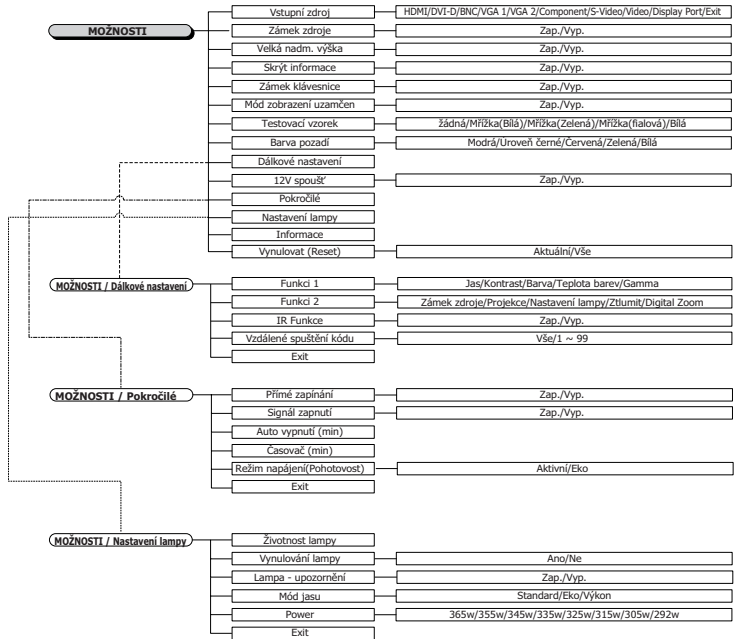 MOŽNOSTI
Vstupní zdroj HDMI/DVI-D/BNC/VGA 1/VGA 2/Component/S-Video/Video/Display Port/Exit
Zámek zdroje Zap./Vyp.
Velká nadm. výška Zap./Vyp.
Skrýt informace Zap./Vyp.
Zámek klávesnice Zap./Vyp.
Mód zobrazení uzamčen Zap./Vyp.
Testovací vzorek žádná/Mřížka(Bílá)/Mřížka(Zelená)/Mřížka(fialová)/Bílá
Barva pozadí Modrá/Úroveň černé/Červená/Zelená/Bílá
Dálkové nastavení
12V spoušť Zap./Vyp.
Pokročilé
Nastavení lampy
Informace
Vynulovat (Reset) Aktuální/Vše
MOŽNOSTI / Dálkové nastavení
Funkci 1 Jas/Kontrast/Barva/Teplota barev/Gamma
Funkci 2 Zámek zdroje/Projekce/Nastavení lampy/Ztlumit/Digital Zoom
IR Funkce Zap./Vyp.
Vzdálené spuštění kódu Vše/1 ~ 99
Exit
MOŽNOSTI / Pokročilé
Přímé zapínání Zap./Vyp.
Signál zapnutí Zap./Vyp.
Auto vypnutí (min)
Časovač (min)
Režim napájení(Pohotovost) Aktivní/Eko
Exit
MOŽNOSTI / Nastavení lampy
Životnost lampy
Vynulování lampy Ano/Ne
Lampa - upozornění Zap./Vyp.
Mód jasu Standard/Eko/Výkon
Power 365w/355w/345w/335w/325w/315w/305w/292w
Exit